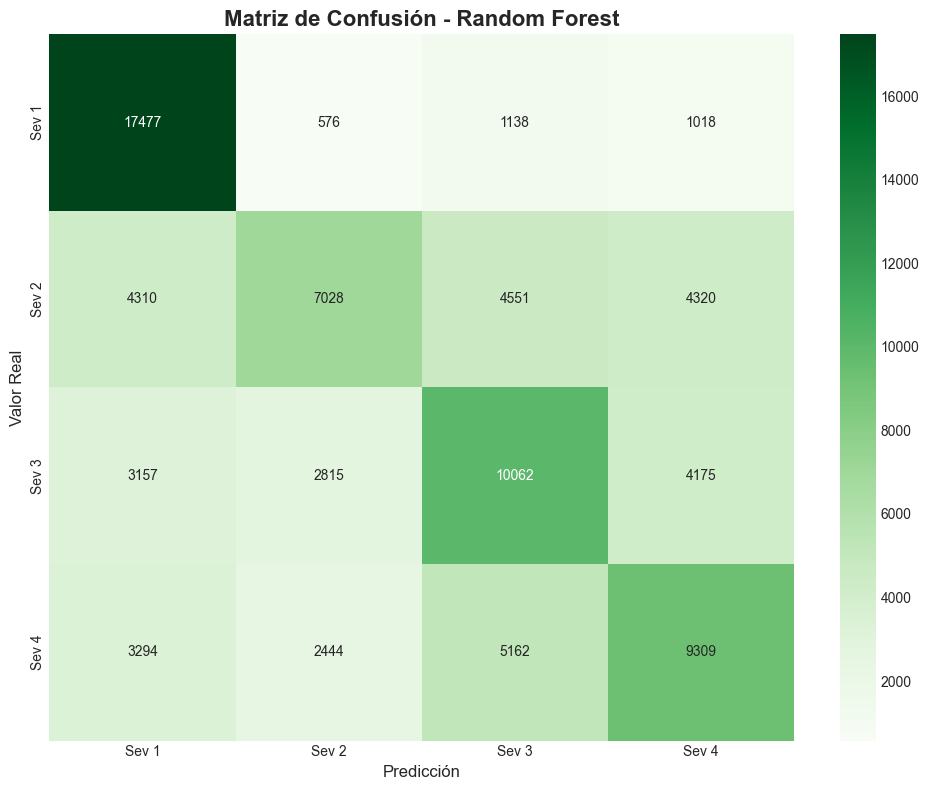 Matriz de Confusión - Random Forest
Sev 1 17477 576 1138 1018
Sev 2 4310 7028 4551 4320
Sev 3 3157 2815 10062 4175
Sev 4 3294 2444 5162 9309
Valor Real
Sev 1 Sev 2 Sev 3 Sev 4
Predicción
16000
14000
12000
10000
8000
6000
4000
2000